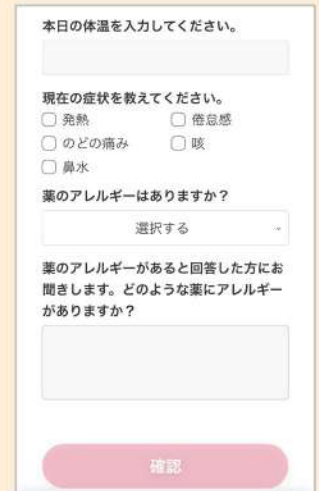 本日の体温を入力してください。
現在の症状を教えてください。
発熱 倦怠感
のどの痛み 咳
鼻水
薬のアレルギーはありますか？
選択する
薬のアレルギーがあると回答した方にお
聞きします。どのような薬にアレルギー
がありますか？
確認